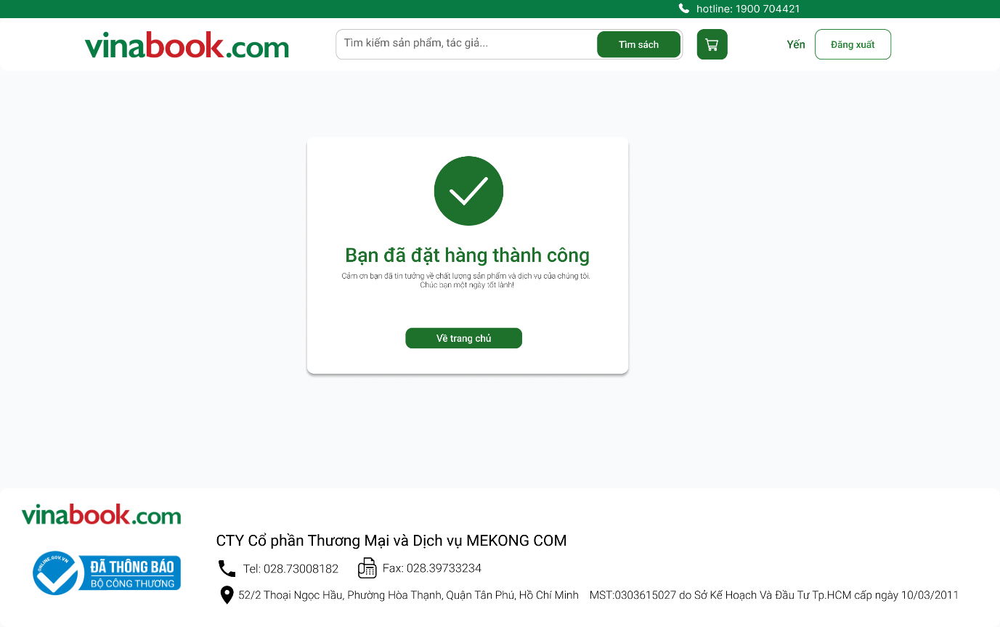 hotline: 1900 704421
vinabook.com
Tìm kiếm sản phẩm, tác giả...
Tìm sách
Yến
Đăng xuất
Bạn đã đặt hàng thành công
Cảm ơn bạn đã tin tưởng về chất lượng sản phẩm và dịch vụ của chúng tôi.
Chúc bạn một ngày tốt lành!
Về trang chủ
vinabook.com
CTY Cổ phần Thương Mại và Dịch vụ MEKONG COM
ONLINE.GOV.VN
ĐÃ THÔNG BÁO
BỘ CÔNG THƯƠNG
Tel: 028.73008182
Fax: 028.39733234
52/2 Thoại Ngọc Hầu, Phường Hòa Thạnh, Quận Tân Phú, Hồ Chí Minh
MST:0303615027 do Sở Kế Hoạch Và Đầu Tư Tp.HCM cấp ngày 10/03/2011